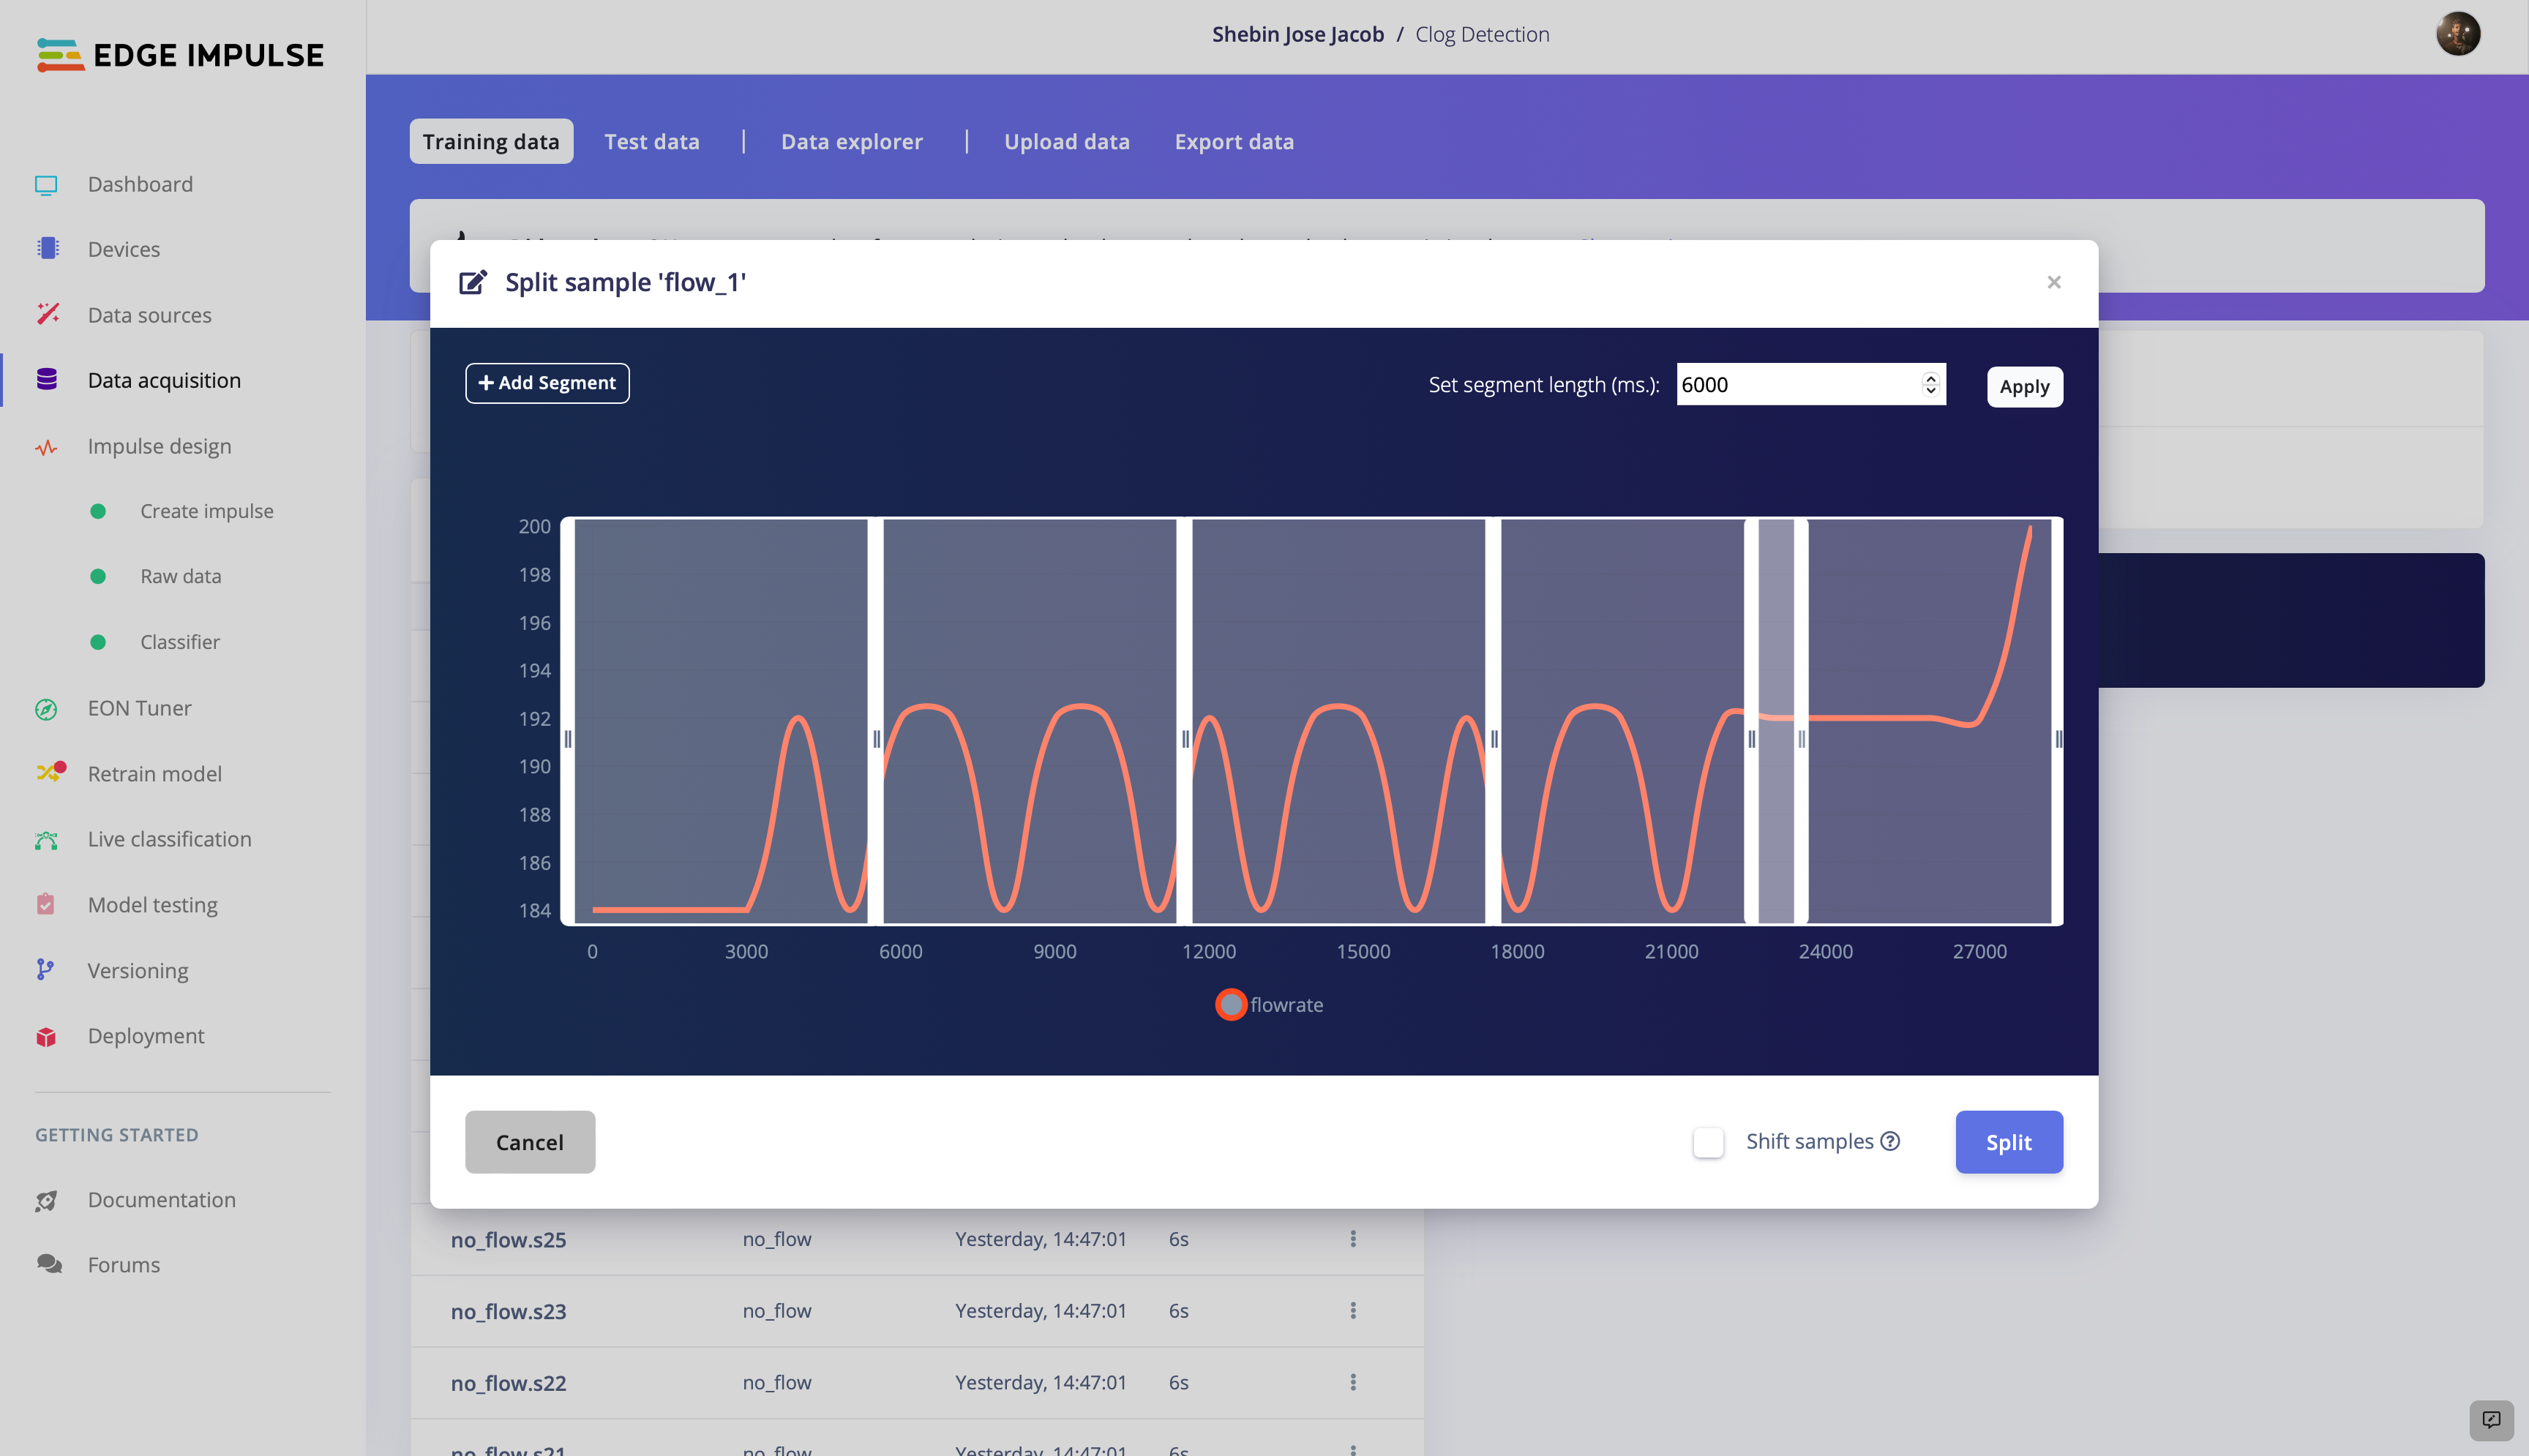 EDGE IMPULSE
Shebin Jose Jacob / Clog Detection
Training data Test data | Data explorer | Upload data Export data
Dashboard
Devices
Data sources
Data acquisition
Impulse design
Create impulse
Raw data
Classifier
EON Tuner
Retrain model
Live classification
Model testing
Versioning
Deployment
GETTING STARTED
Documentation
Forums
Split sample 'flow_1'
×
+ Add Segment
Set segment length (ms.): 6000 Apply
200
198
196
194
192
190
188
186
184
0 3000 6000 9000 12000 15000 18000 21000 24000 27000
flowrate
Cancel
Shift samples ?
Split
no_flow.s25 no_flow Yesterday, 14:47:01 6s
no_flow.s23 no_flow Yesterday, 14:47:01 6s
no_flow.s22 no_flow Yesterday, 14:47:01 6s
no_flow.s21 no_flow Yesterday, 14:47:01 6s